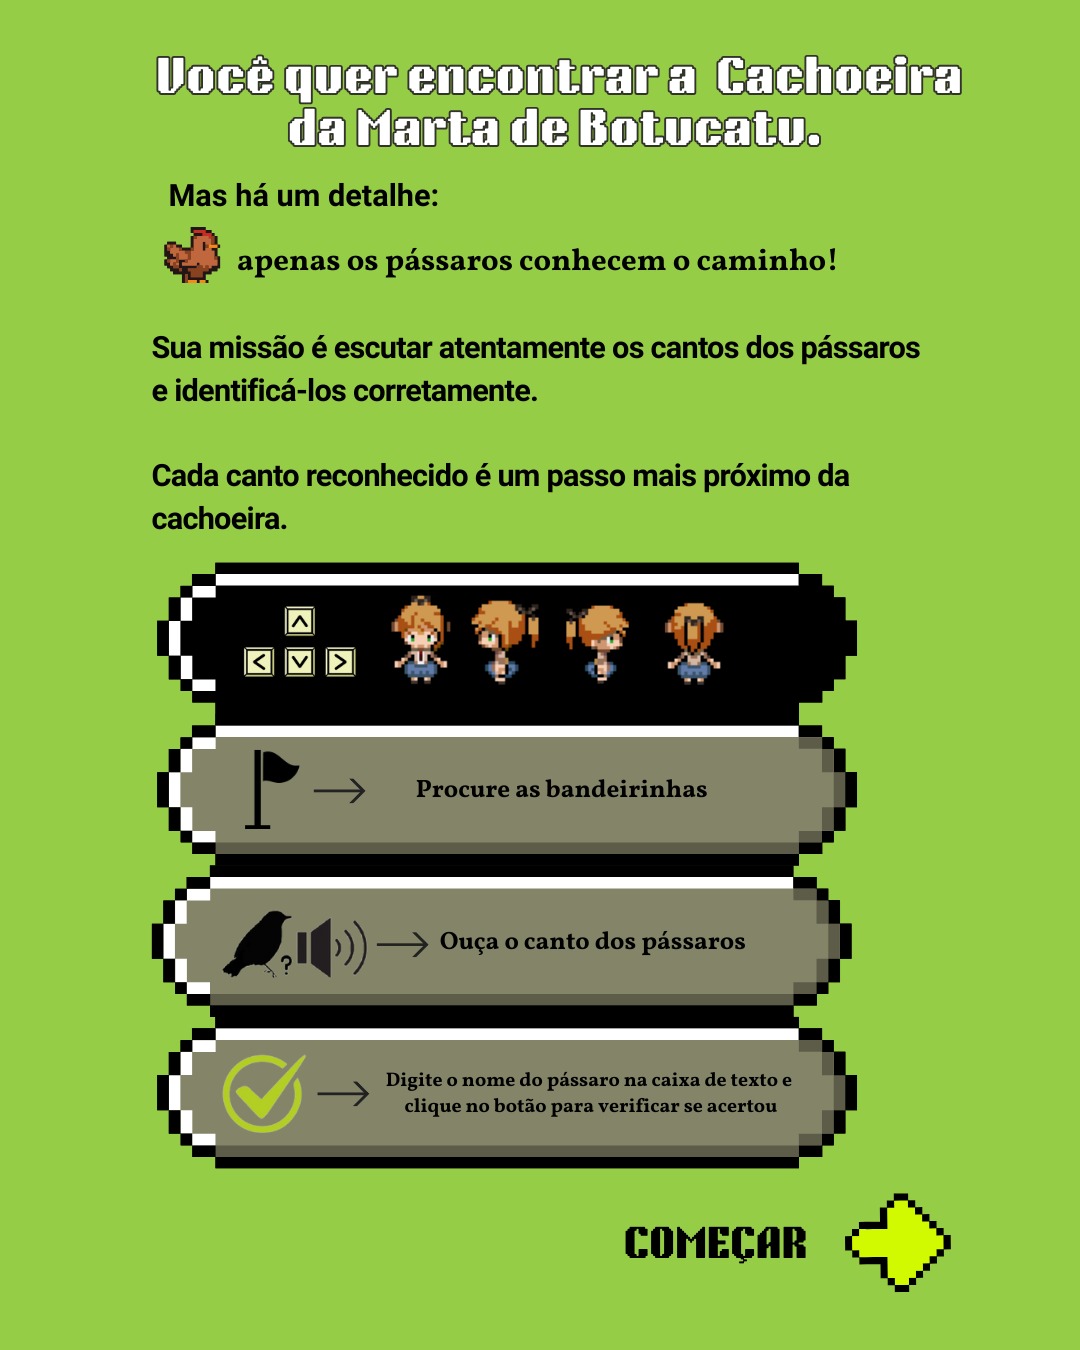 Você quer encontrar a Cachoeira
da Marta de Botucatu.
Mas há um detalhe:
apenas os pássaros conhecem o caminho!
Sua missão é escutar atentamente os cantos dos pássaros
e identificá-los corretamente.
Cada canto reconhecido é um passo mais próximo da
cachoeira.
Procure as bandeirinhas
?
Ouça o canto dos pássaros
Digite o nome do pássaro na caixa de texto e
clique no botão para verificar se acertou
COMEÇAR